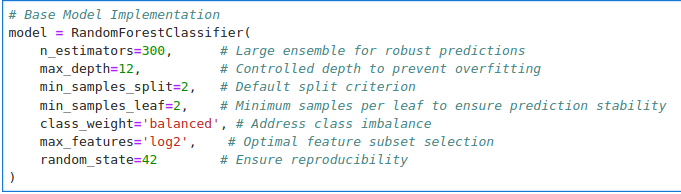 # Base Model Implementation
model = RandomForestClassifier(
    n_estimators=300,      # Large ensemble for robust predictions
    max_depth=12,          # Controlled depth to prevent overfitting
    min_samples_split=2,   # Default split criterion
    min_samples_leaf=2,    # Minimum samples per leaf to ensure prediction stability
    class_weight='balanced', # Address class imbalance
    max_features='log2',    # Optimal feature subset selection
    random_state=42        # Ensure reproducibility
)